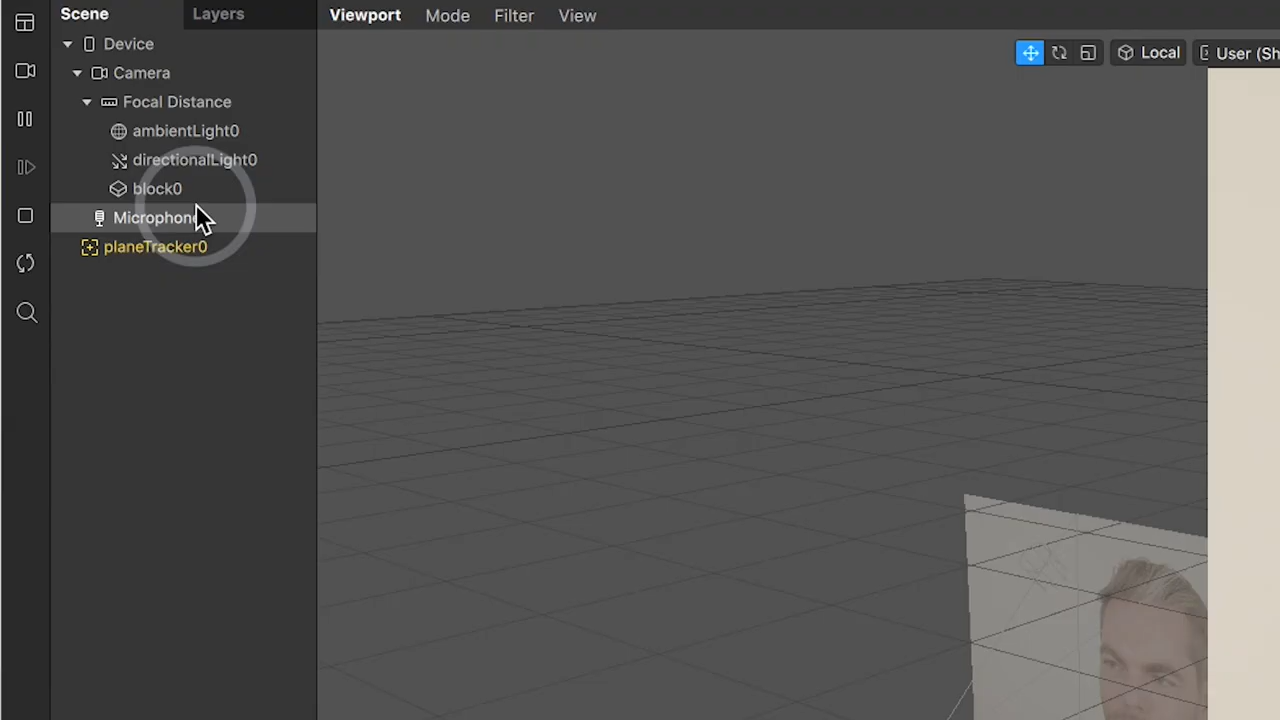 Scene Layers Viewport Mode Filter View
Device
Local User (Sh
Camera
Focal Distance
ambientLight0
directionalLight0
block0
Microphone
planeTracker0